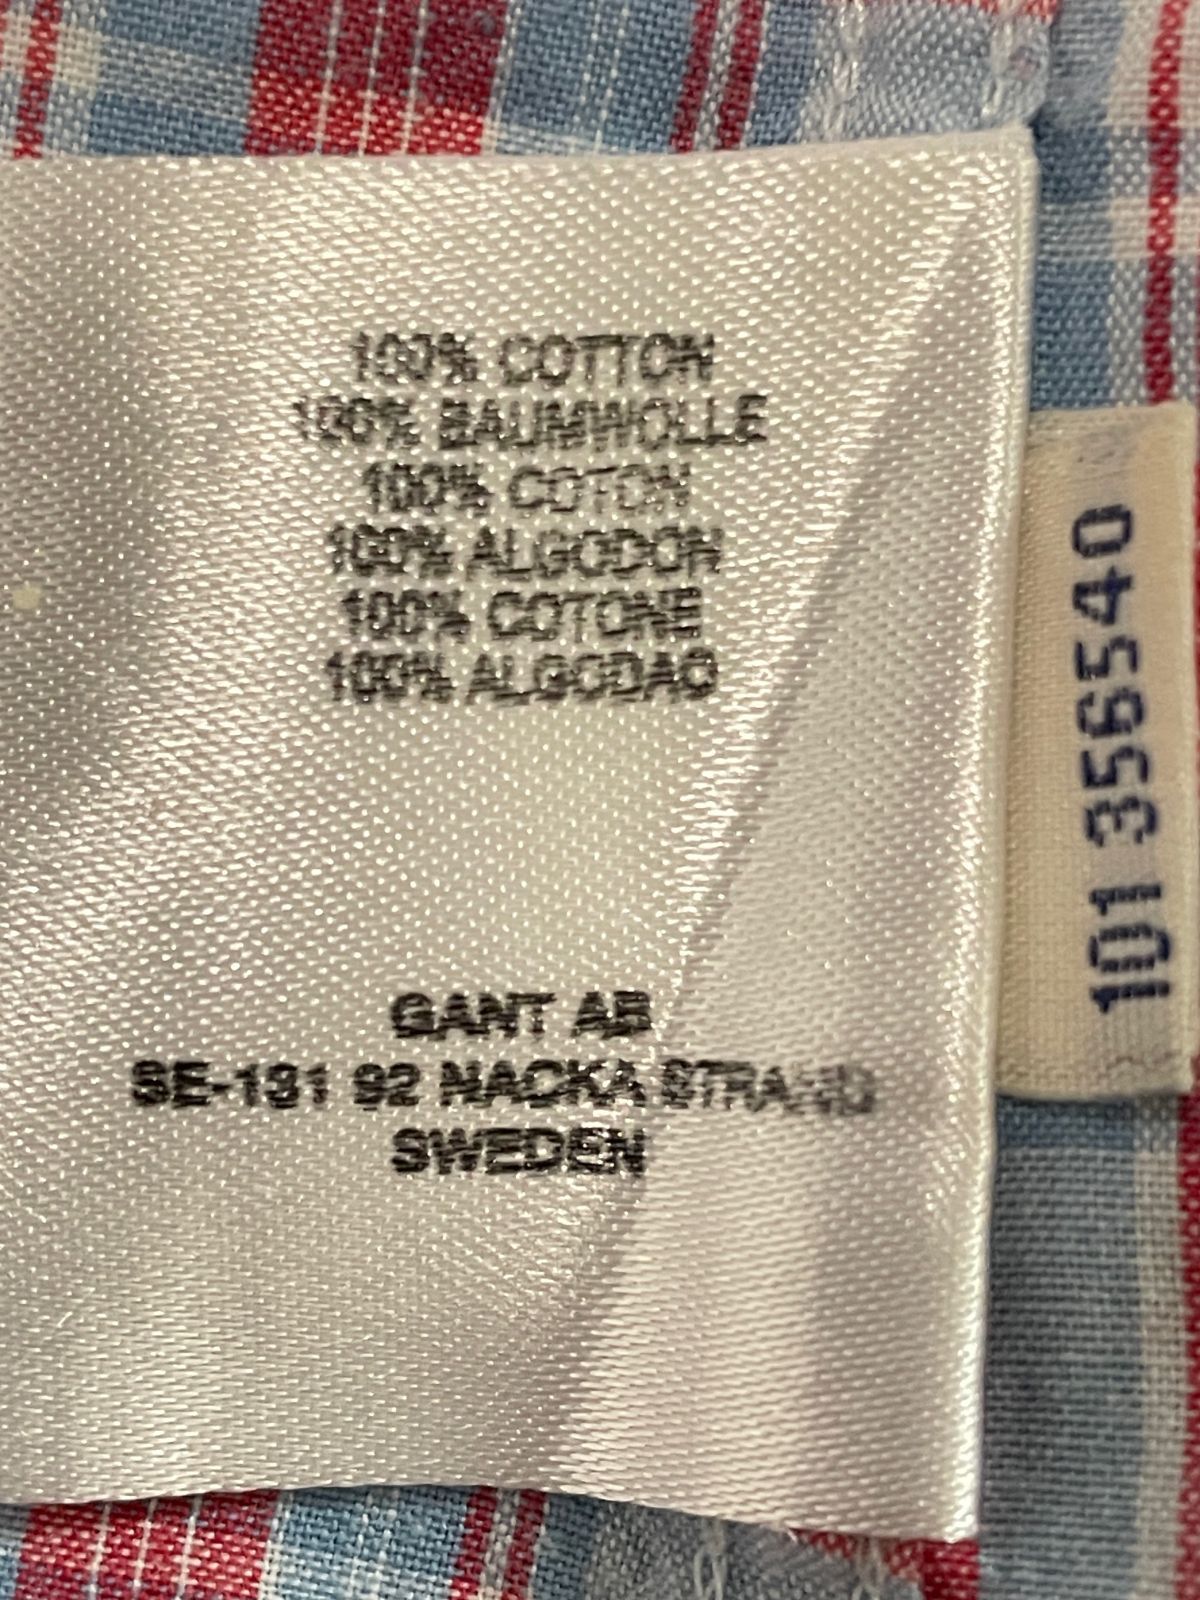 100% COTTON
100% BAUMWOLLE
100% COTON
100% ALGODON
100% COTONE
100% ALGODAO
GANT AB
SE-131 92 NACKA STRAND
SWEDEN
101 356540